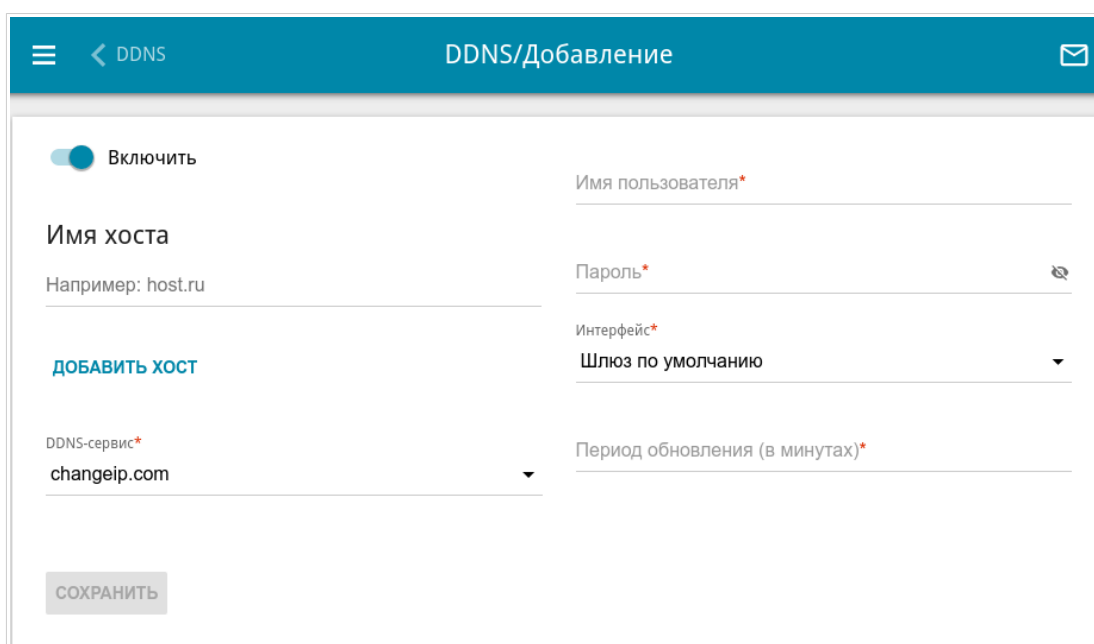 DDNS
DDNS/Добавление
Включить
Имя хоста
Например: host.ru
ДОБАВИТЬ ХОСТ
DDNS-сервис*
changeip.com
СОХРАНИТЬ
Имя пользователя*
Пароль*
Интерфейс*
Шлюз по умолчанию
Период обновления (в минутах)*